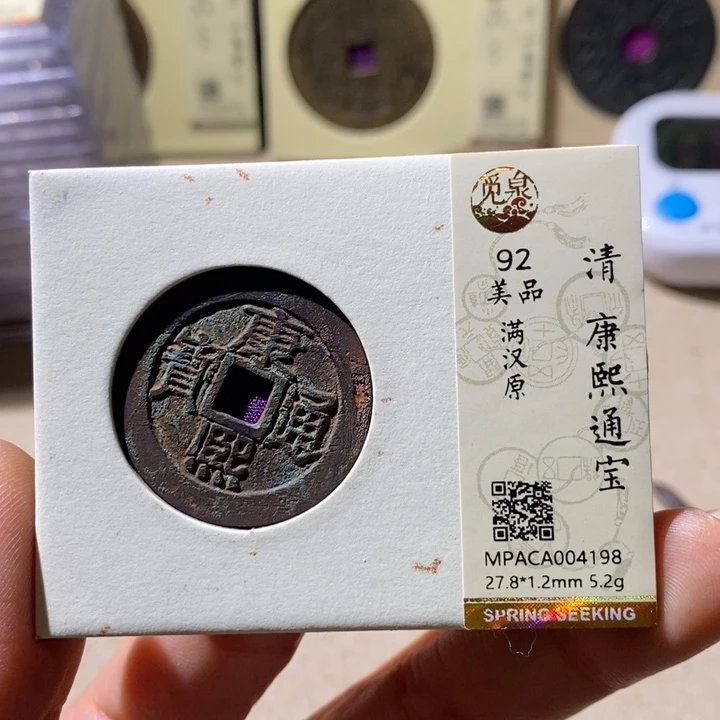 觅泉
92
美品
满汉原
清 康熙通宝
MPACA004198
27.8*1.2mm 5.2g
SPRING SEEKING
康熙通寶